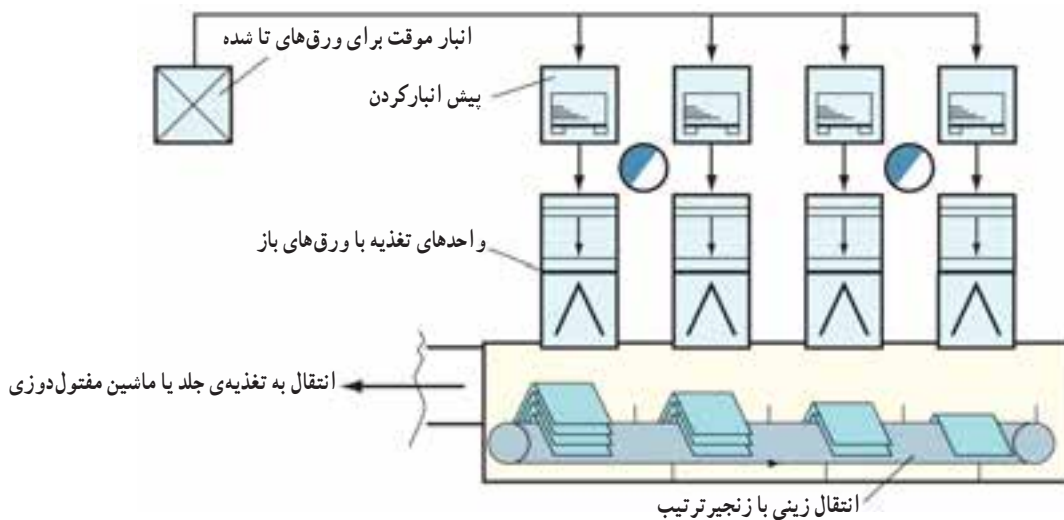 انبار موقت برای ورق‌های تا شده
پیش انبارکردن
واحدهای تغذیه با ورق‌های باز
انتقال به تغذیه‌ی جلد یا ماشین مفتول‌دوزی
انتقال زینی با زنجیرترتیب